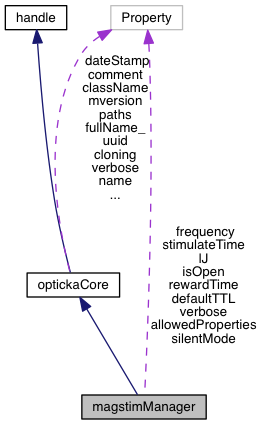 handle
Property
dateStamp
comment
className
mversion
paths
fullName_
uuid
cloning
verbose
name
...
frequency
stimulateTime
lJ
isOpen
rewardTime
defaultTTL
verbose
allowedProperties
silentMode
optickaCore
magstimManager